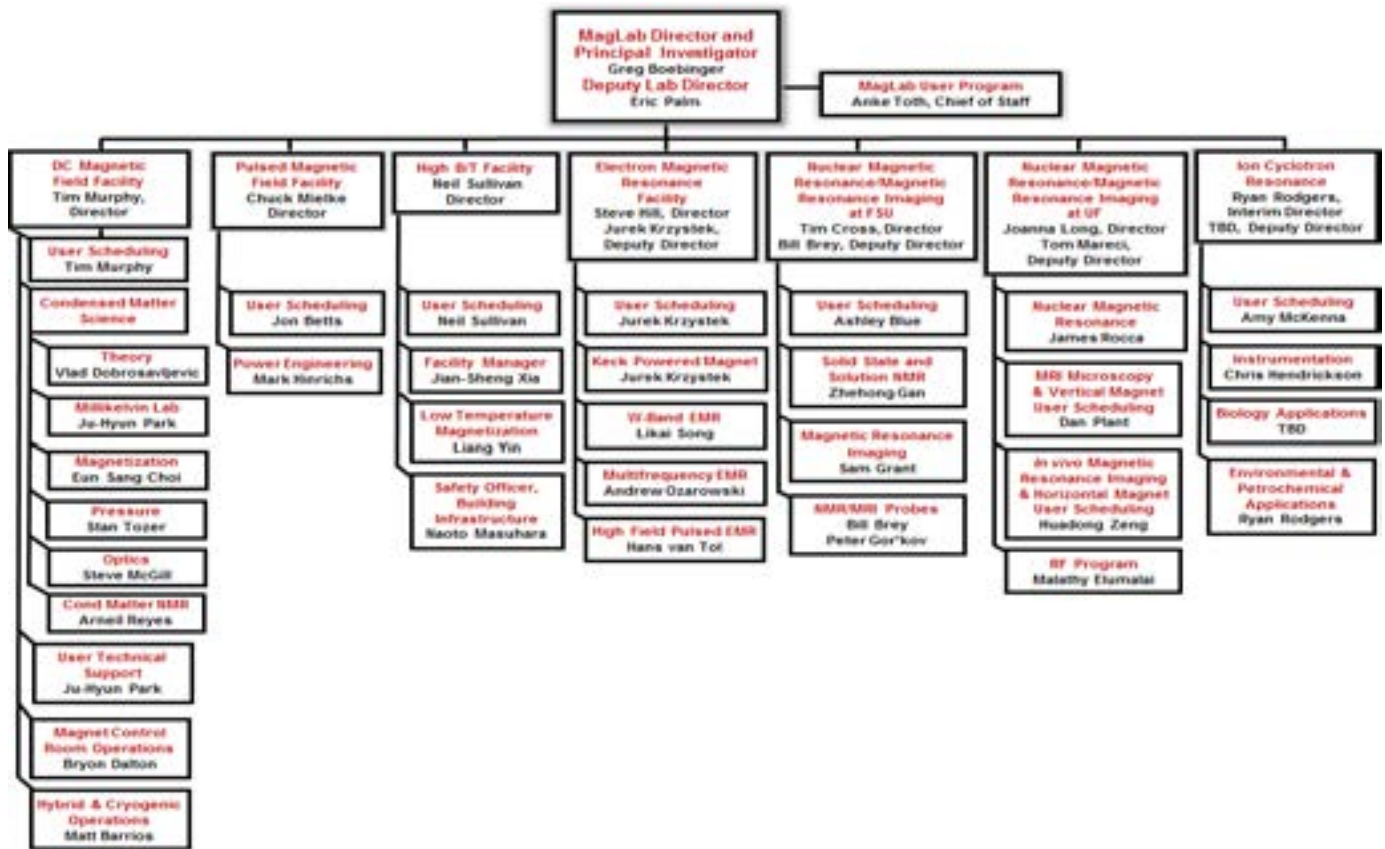 MagLab Director and
Principal Investigator
Greg Boebinger
Deputy Lab Director
Eric Palm
MagLab User Program
Anke Toth, Chief of Staff
DC Magnetic
Field Facility
Tim Murphy,
Director
User Scheduling
Tim Murphy
Condensed Matter
Science
Theory
Vlad Dobrosavljevic
Millikelvin Lab
Ju-Hyun Park
Magnetization
Eun Sang Choi
Pressure
Stan Tozer
Optics
Steve McGill
Cond Matter NMR
Arneil Reyes
User Technical
Support
Ju-Hyun Park
Magnet Control
Room Operations
Bryon Dalton
Hybrid & Cryogenic
Operations
Matt Barrios
Pulsed Magnetic
Field Facility
Chuck Mielke
Director
User Scheduling
Jon Betts
Power Engineering
Mark Hinrichs
High B/T Facility
Neil Sullivan
Director
User Scheduling
Neil Sullivan
Facility Manager
Jian-Sheng Xia
Low Temperature
Magnetization
Liang Yin
Safety Officer,
Building
Infrastructure
Naoto Masuhara
Electron Magnetic
Resonance
Facility
Steve Hill, Director
Jurek Krzystek,
Deputy Director
User Scheduling
Jurek Krzystek
Keck Powered Magnet
Jurek Krzystek
W-Band EMR
Likai Song
Multifrequency EMR
Andrew Ozarowski
High Field Pulsed EMR
Hans van Tol
Nuclear Magnetic
Resonance/Magnetic
Resonance Imaging
at FSU
Tim Cross, Director
Bill Brey, Deputy Director
User Scheduling
Ashley Blue
Solid State and
Solution NMR
Zhehong Gan
Magnetic Resonance
Imaging
Sam Grant
NMR/MRI Probes
Bill Brey
Peter Gor'kov
Nuclear Magnetic
Resonance/Magnetic
Resonance Imaging
at UF
Joanna Long, Director
Tom Mareci,
Deputy Director
Nuclear Magnetic
Resonance
James Rocca
MRI Microscopy
& Vertical Magnet
User Scheduling
Dan Plant
In vivo Magnetic
Resonance Imaging
& Horizontal Magnet
User Scheduling
Huadong Zeng
RF Program
Malathy Elumalai
Ion Cyclotron
Resonance
Ryan Rodgers,
Interim Director
TBD, Deputy Director
User Scheduling
Amy McKenna
Instrumentation
Chris Hendrickson
Biology Applications
TBD
Environmental &
Petrochemical
Applications
Ryan Rodgers